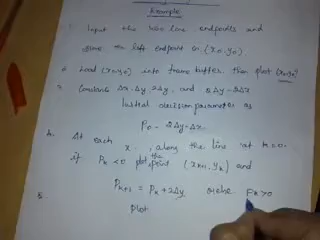 Example
1. Input the two line endpoints and
store the left endpoint in (x0,y0)
2. Load (x0,y0) into frame buffer, then plot (x0,y0)
3. Constants Δx, Δy, 2Δy, and 2Δy-2Δx
decision parameter as
P0 = 2Δy-Δx.
4. At each x, along the line at k=0.
if Pk<0 plot the point (xk+1, yk) and
Pk+1 = Pk+2Δy Pk>0
5. plot